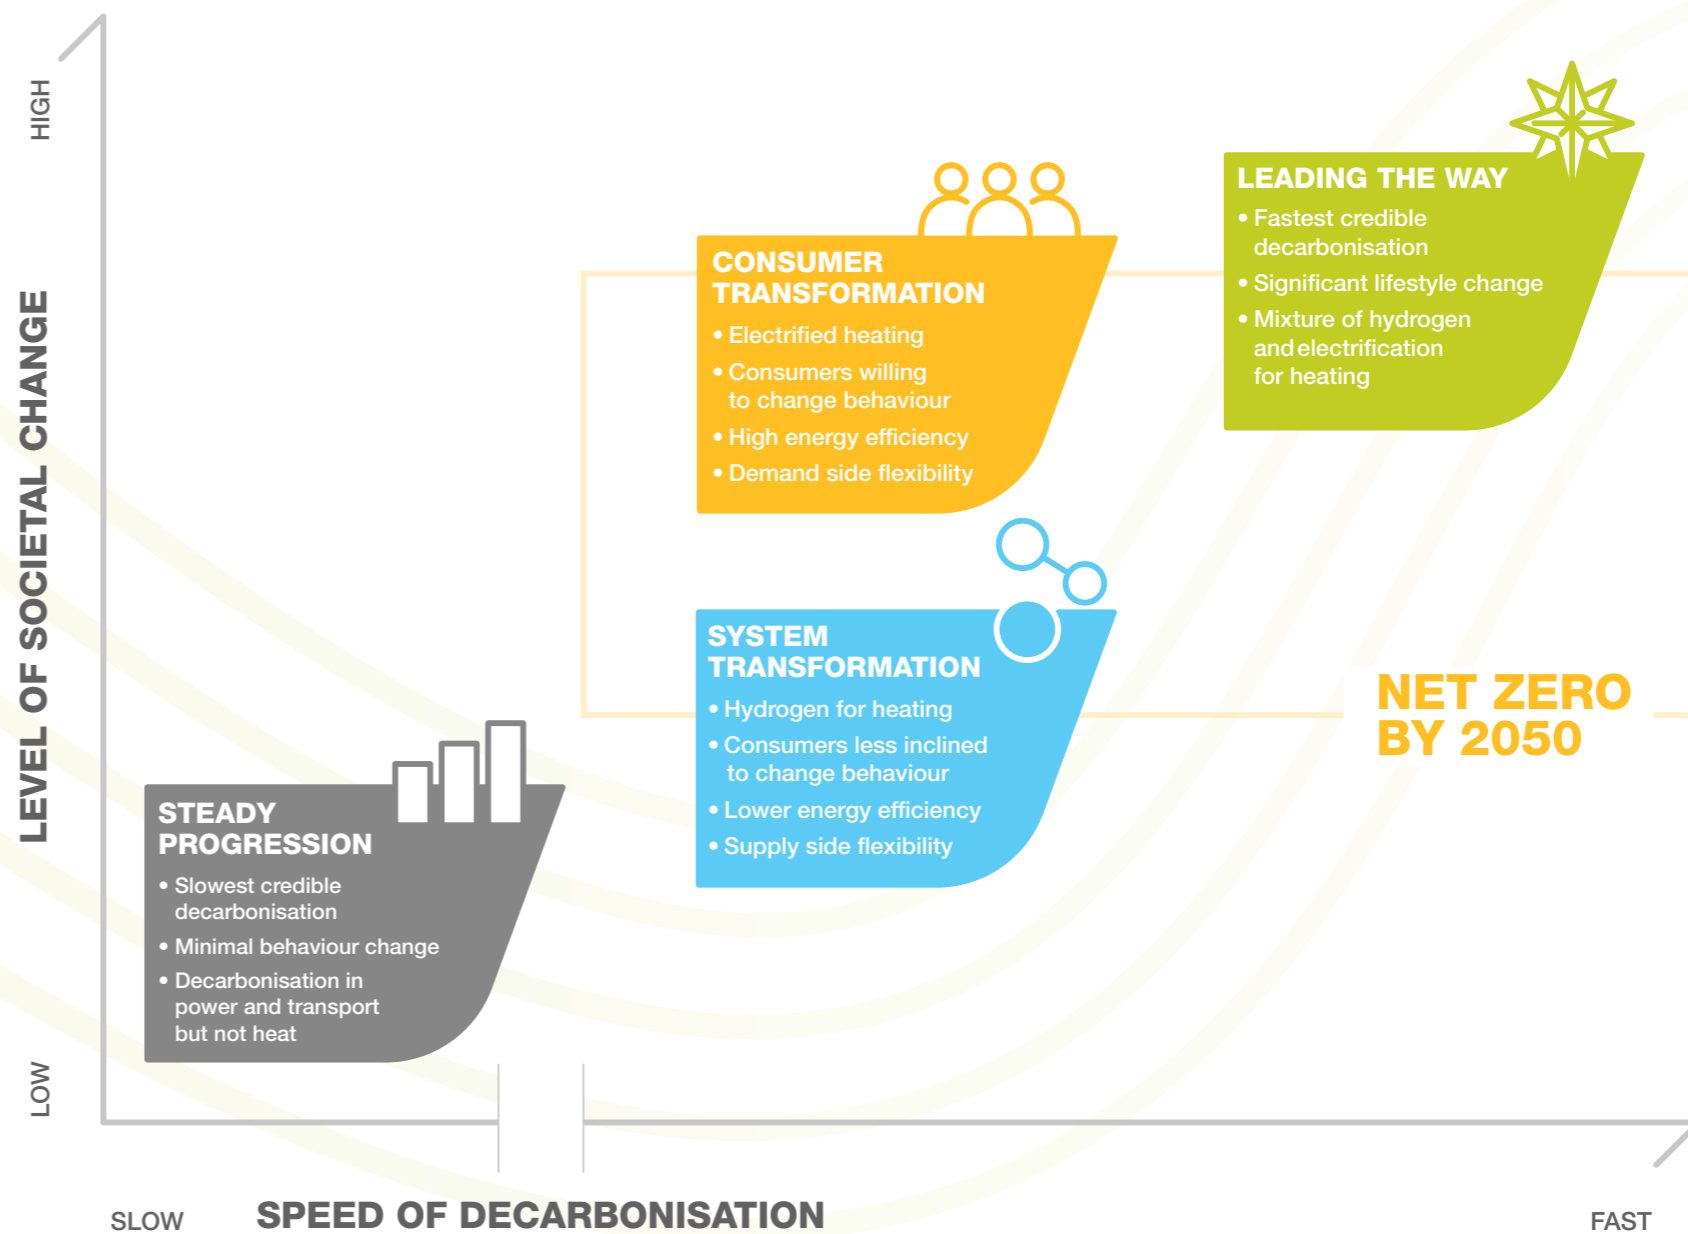 HIGH
LEVEL OF SOCIETAL CHANGE
LOW
LEADING THE WAY
• Fastest credible
decarbonisation
• Significant lifestyle change
• Mixture of hydrogen
and electrification
for heating
CONSUMER
TRANSFORMATION
• Electrified heating
• Consumers willing
to change behaviour
• High energy efficiency
• Demand side flexibility
SYSTEM
TRANSFORMATION
• Hydrogen for heating
• Consumers less inclined
to change behaviour
• Lower energy efficiency
• Supply side flexibility
NET ZERO
BY 2050
STEADY
PROGRESSION
• Slowest credible
decarbonisation
• Minimal behaviour change
• Decarbonisation in
power and transport
but not heat
SLOW
SPEED OF DECARBONISATION
FAST